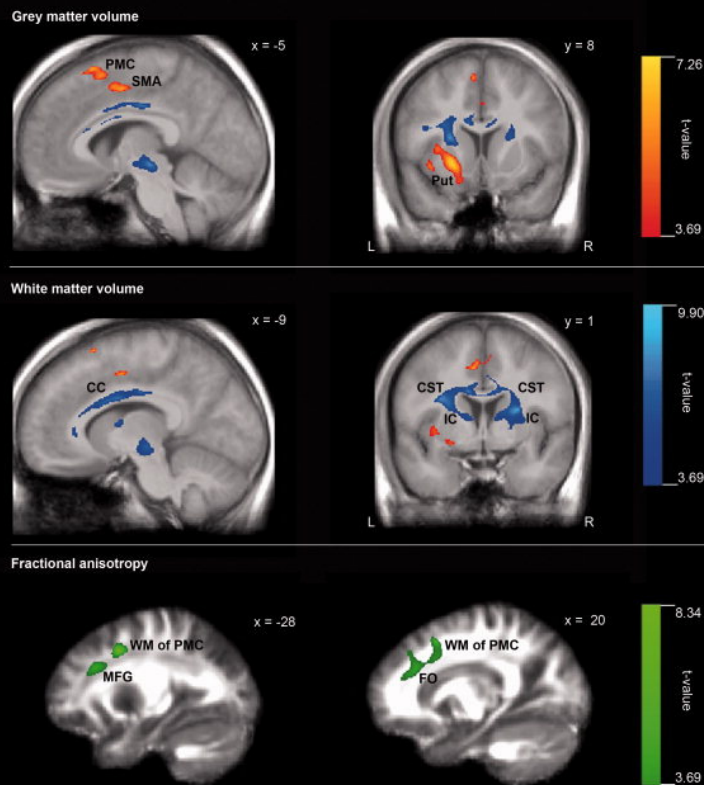 Grey matter volume
x = -5
y = 8
PMC
SMA
Put
L
R
7.26
t-value
3.69
White matter volume
x = -9
y = 1
CC
CST
CST
IC
IC
L
R
9.90
t-value
3.69
Fractional anisotropy
x = -28
x = 20
WM of PMC
MFG
WM of PMC
FO
8.34
t-value
3.69